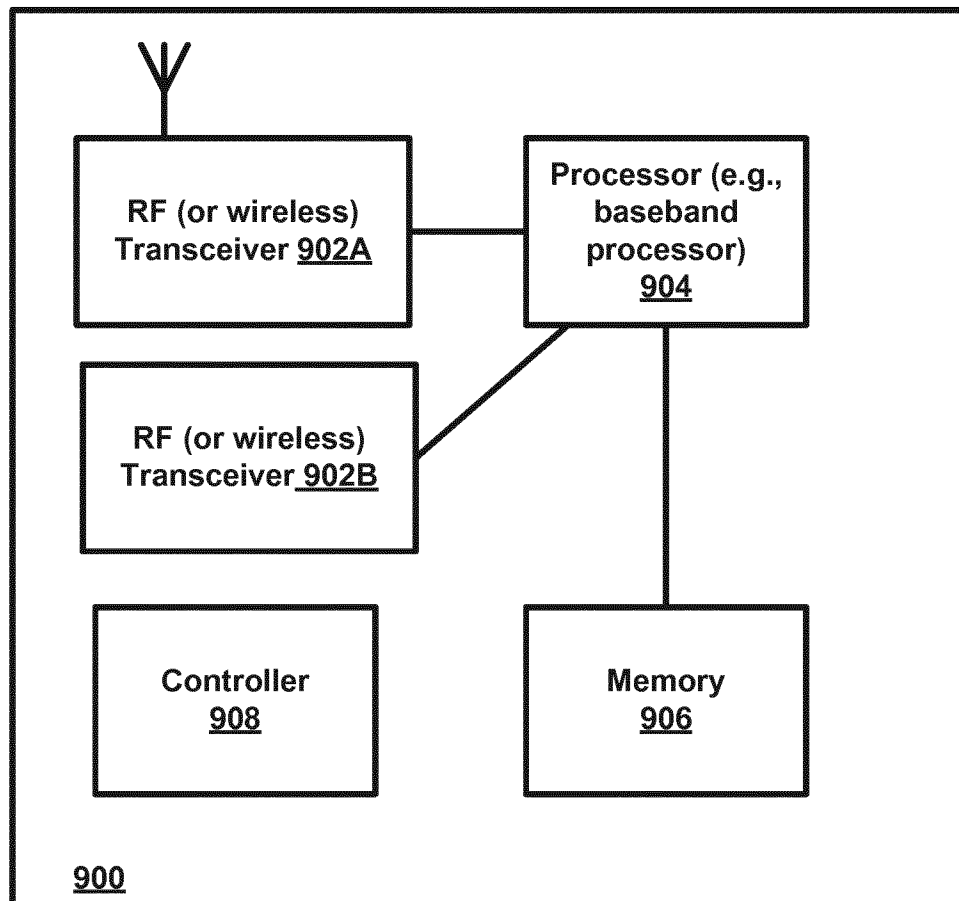 RF (or wireless)
Transceiver 902A
Processor (e.g.,
baseband
processor)
904
RF (or wireless)
Transceiver 902B
Controller
908
Memory
906
900